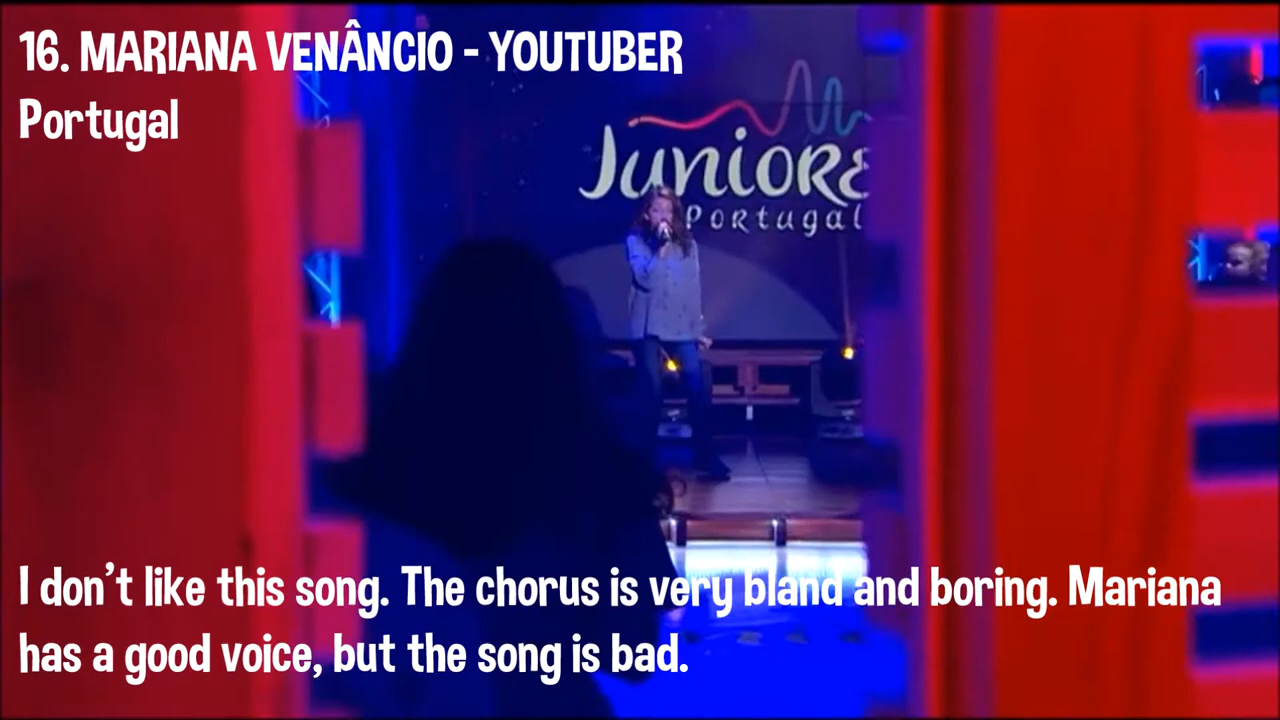 16. MARIANA VENÂNCIO - YOUTUBER
Portugal
Portugal
I don't like this song. The chorus is very bland and boring. Mariana
has a good voice, but the song is bad.